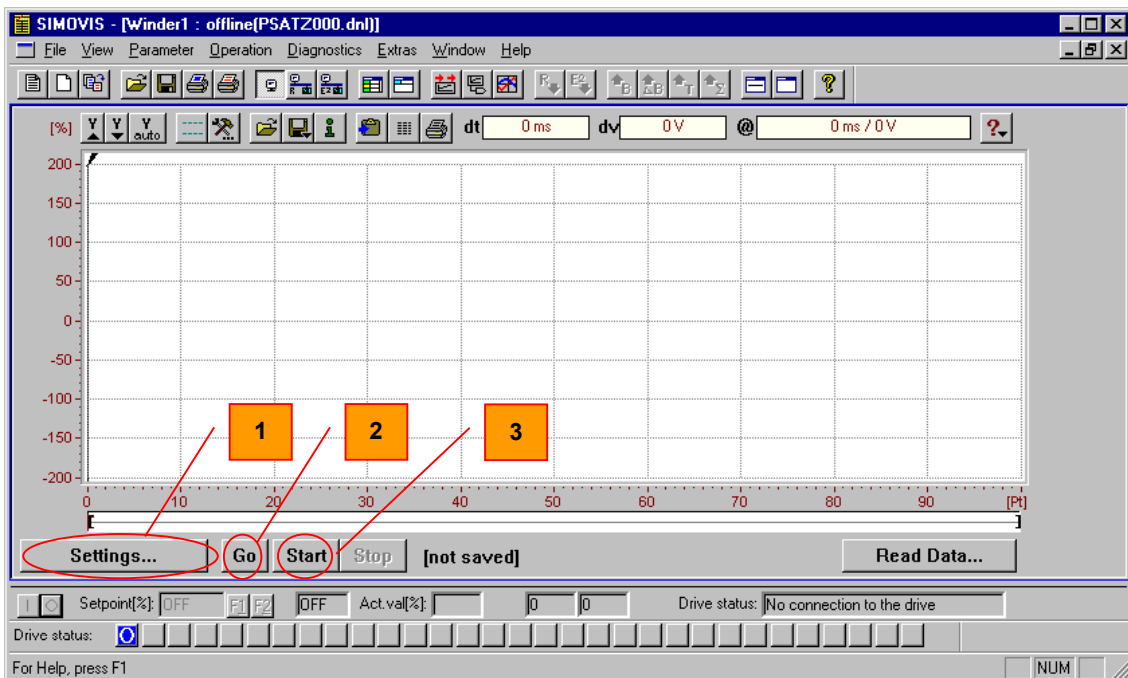 SIMOVIS - [Winder1 : offline(PSATZ000.dnl)]
File View Parameter Operation Diagnostics Extras Window Help
[%] Y Y Y auto dt 0 ms dv 0 V @ 0 ms / 0 V ?
200
150
100
50
0
-50
-100
-150
-200
1 2 3
0 10 20 30 40 50 60 70 80 90 [Pt]
Settings... Go Start Stop [not saved] Read Data...
I O Setpoint[%]: OFF F1 F2 OFF Act.val[%]: 0 0 Drive status: No connection to the drive
Drive status: O
For Help, press F1 NUM